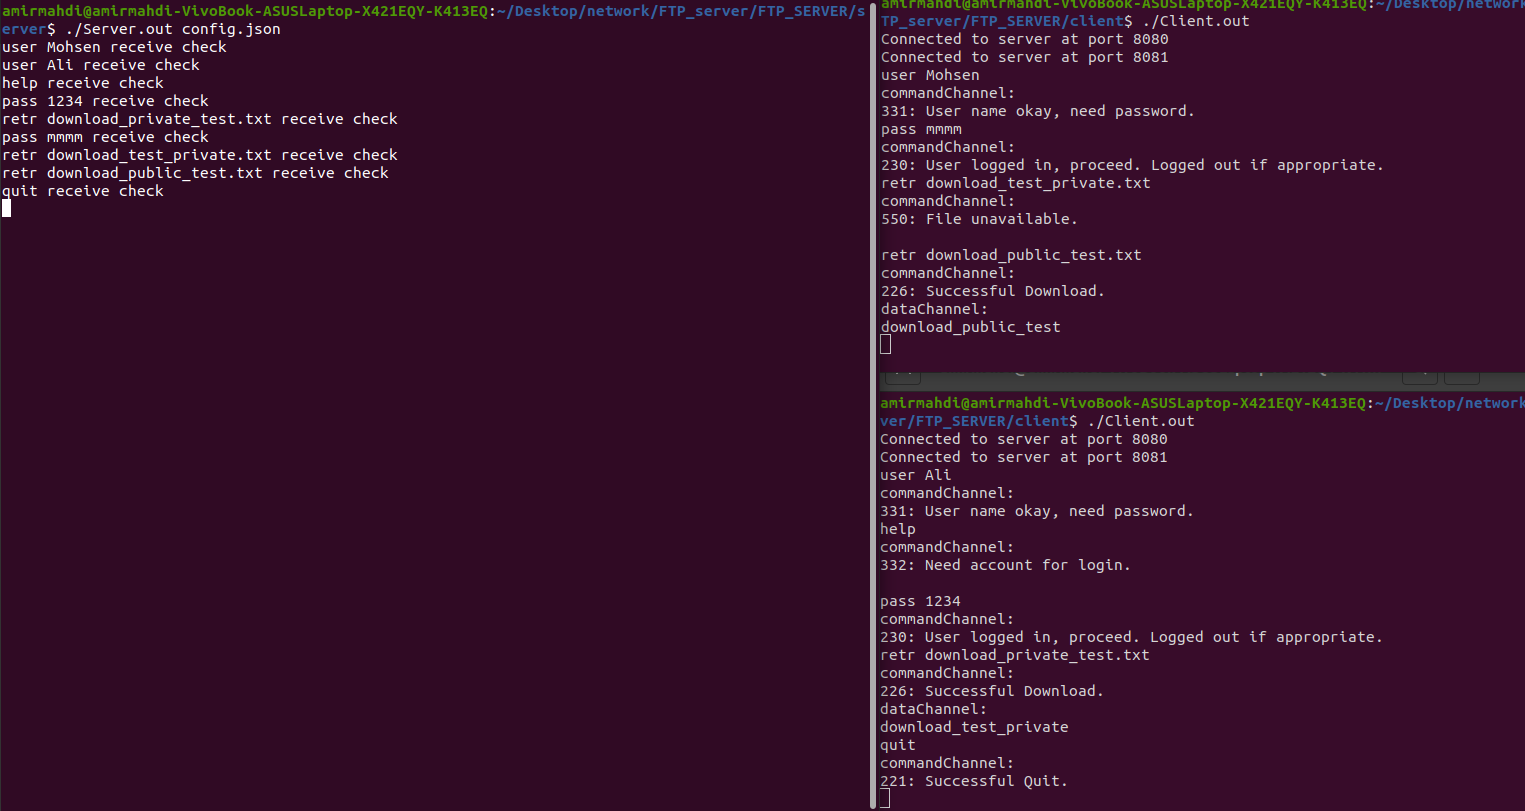 amirmahdi@amirmahdi-VivoBook-ASUSLaptop-X421EQY-K413EQ:~/Desktop/network/FTP_server/FTP_SERVER/s
erver$ ./Server.out config.json
user Mohsen receive check
user Ali receive check
help receive check
pass 1234 receive check
retr download_private_test.txt receive check
pass mmmm receive check
retr download_test_private.txt receive check
retr download_public_test.txt receive check
quit receive check
amirmahdi@amirmahdi-VivoBook-ASUSLaptop-X421EQY-K413EQ:~/Desktop/network
TP_server/FTP_SERVER/client$ ./Client.out
Connected to server at port 8080
Connected to server at port 8081
user Mohsen
commandChannel:
331: User name okay, need password.
pass mmmm
commandChannel:
230: User logged in, proceed. Logged out if appropriate.
retr download_test_private.txt
commandChannel:
550: File unavailable.
retr download_public_test.txt
commandChannel:
226: Successful Download.
dataChannel:
download_public_test
amirmahdi@amirmahdi-VivoBook-ASUSLaptop-X421EQY-K413EQ:~/Desktop/network
ver/FTP_SERVER/client$ ./Client.out
Connected to server at port 8080
Connected to server at port 8081
user Ali
commandChannel:
331: User name okay, need password.
help
commandChannel:
332: Need account for login.
pass 1234
commandChannel:
230: User logged in, proceed. Logged out if appropriate.
retr download_private_test.txt
commandChannel:
226: Successful Download.
dataChannel:
download_test_private
quit
commandChannel:
221: Successful Quit.